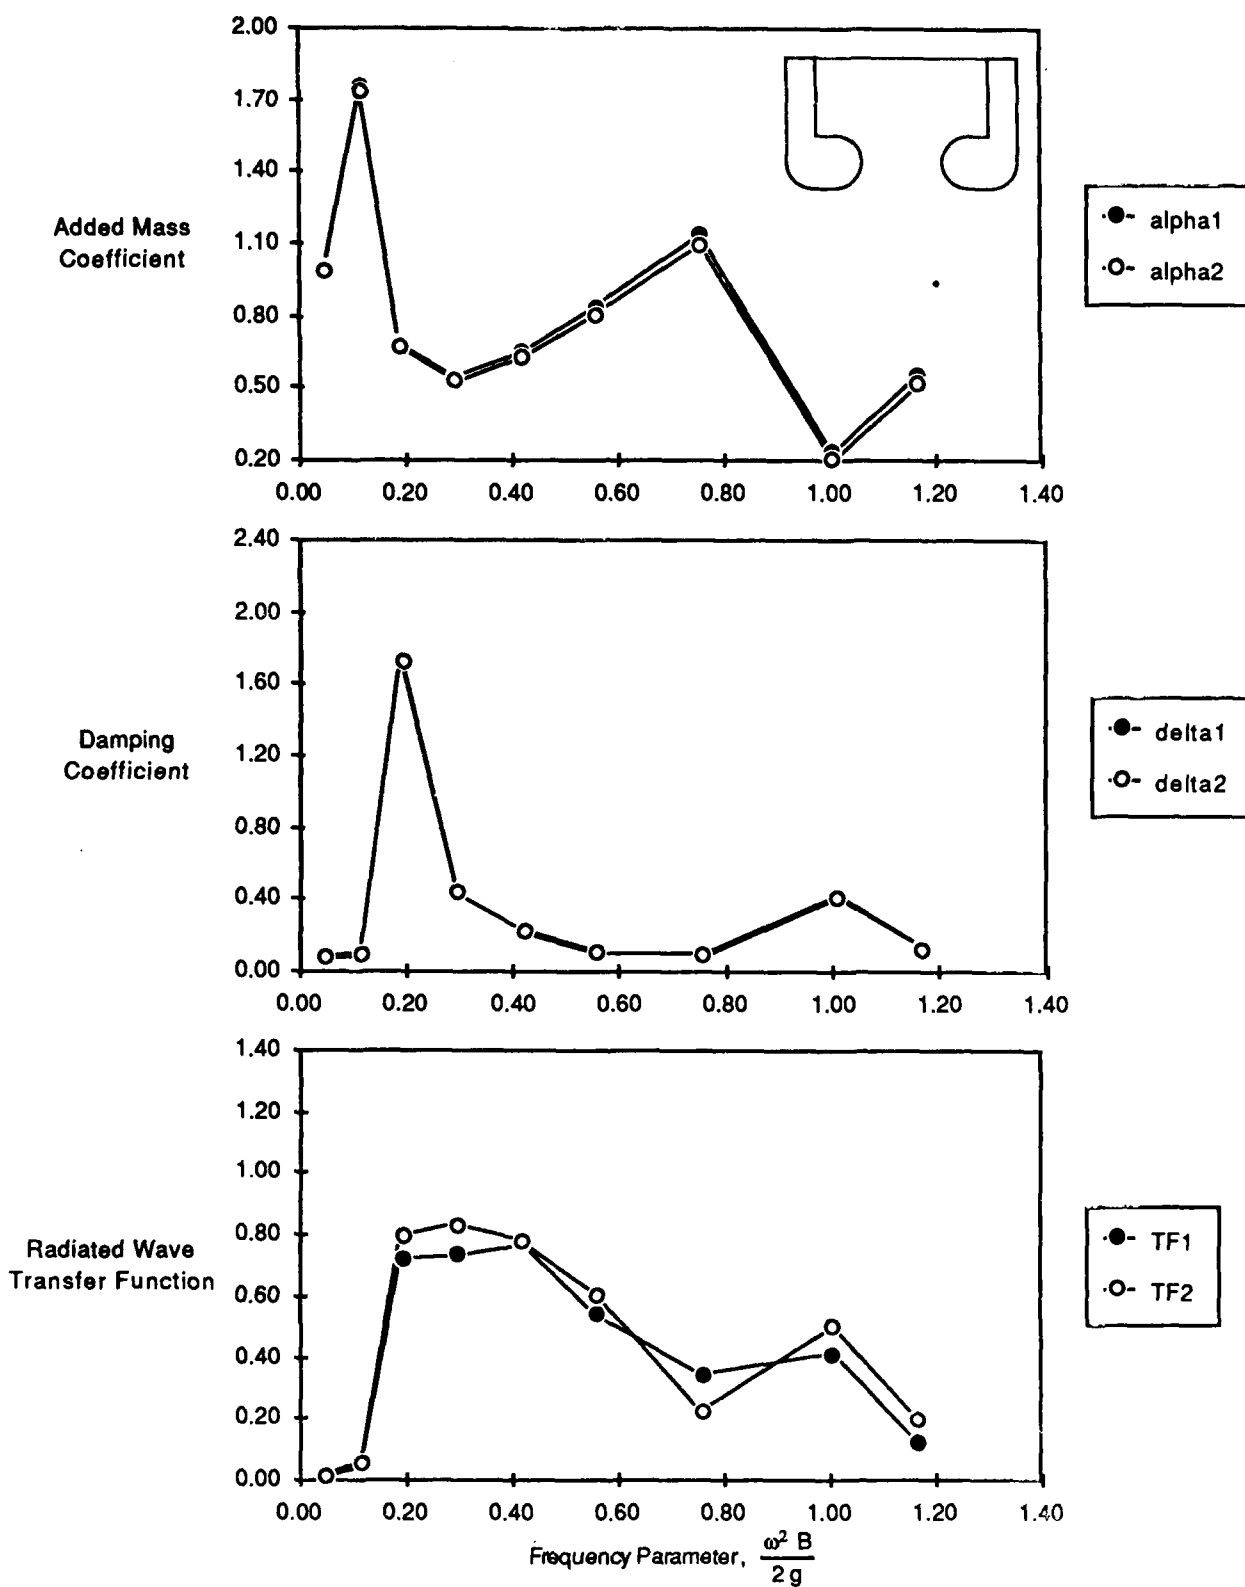 2.00
1.70
1.40
1.10
0.80
0.50
0.20
Added Mass
Coefficient
0.00 0.20 0.40 0.60 0.80 1.00 1.20 1.40
alpha1
alpha2
2.40
2.00
1.60
1.20
0.80
0.40
0.00
Damping
Coefficient
0.00 0.20 0.40 0.60 0.80 1.00 1.20 1.40
delta1
delta2
1.40
1.20
1.00
0.80
0.60
0.40
0.20
0.00
Radiated Wave
Transfer Function
0.00 0.20 0.40 0.60 0.80 1.00 1.20 1.40
TF1
TF2
Frequency Parameter, ω² B
2 g